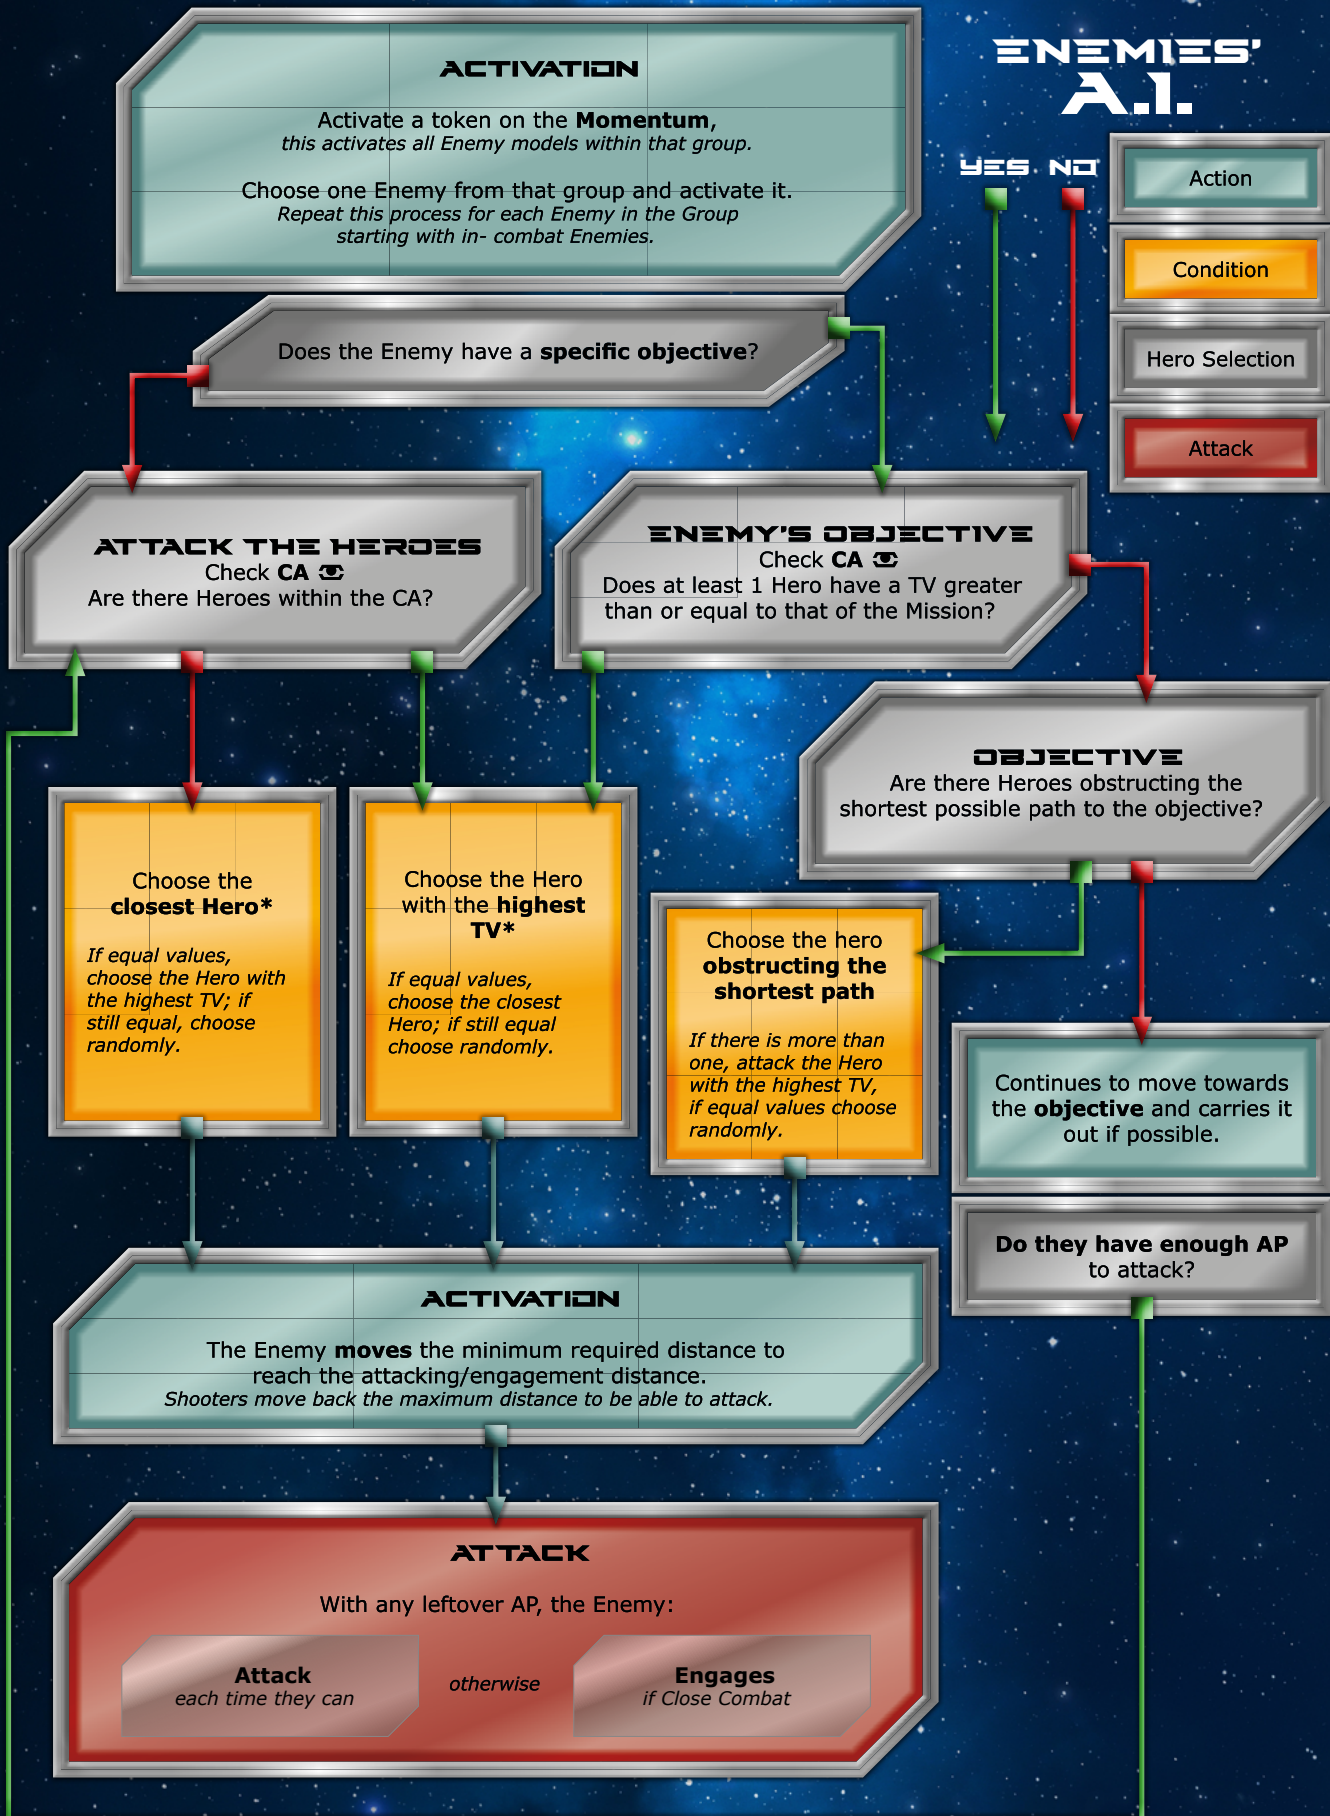 ENEMIES'
A.I.
YES NO
Action
Condition
Hero Selection
Attack
ACTIVATION
Activate a token on the Momentum,
this activates all Enemy models within that group.
Choose one Enemy from that group and activate it.
Repeat this process for each Enemy in the Group
starting with in- combat Enemies.
Does the Enemy have a specific objective?
ATTACK THE HEROES
Check CA
Are there Heroes within the CA?
ENEMY'S OBJECTIVE
Check CA
Does at least 1 Hero have a TV greater
than or equal to that of the Mission?
OBJECTIVE
Are there Heroes obstructing the
shortest possible path to the objective?
Choose the
closest Hero*
If equal values,
choose the Hero with
the highest TV; if
still equal, choose
randomly.
Choose the Hero
with the highest
TV*
If equal values,
choose the closest
Hero; if still equal
choose randomly.
Choose the hero
obstructing the
shortest path
If there is more than
one, attack the Hero
with the highest TV,
if equal values choose
randomly.
Continues to move towards
the objective and carries it
out if possible.
Do they have enough AP
to attack?
ACTIVATION
The Enemy moves the minimum required distance to
reach the attacking/engagement distance.
Shooters move back the maximum distance to be able to attack.
ATTACK
With any leftover AP, the Enemy:
Attack
each time they can
otherwise
Engages
if Close Combat